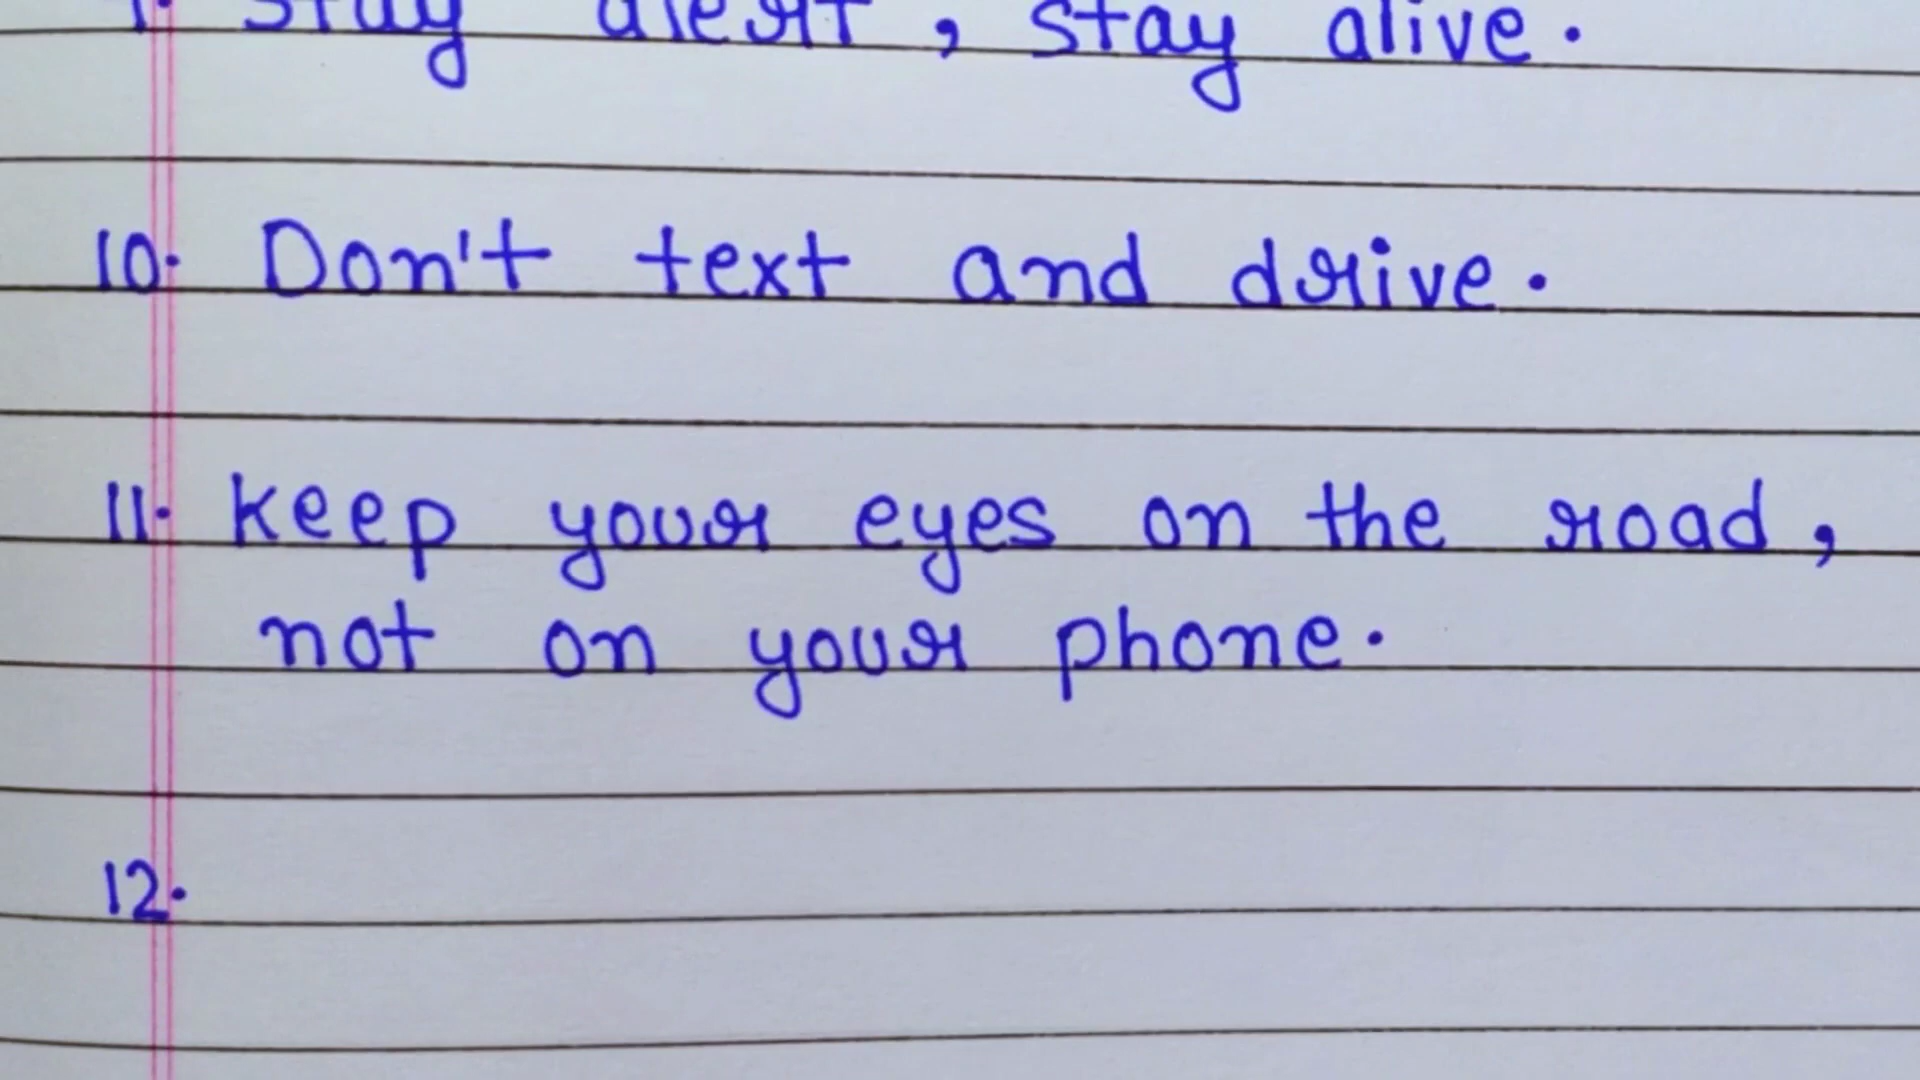 Stay alert, stay alive.
10. Don't text and drive.
11. Keep your eyes on the road,
not on your phone.
12.